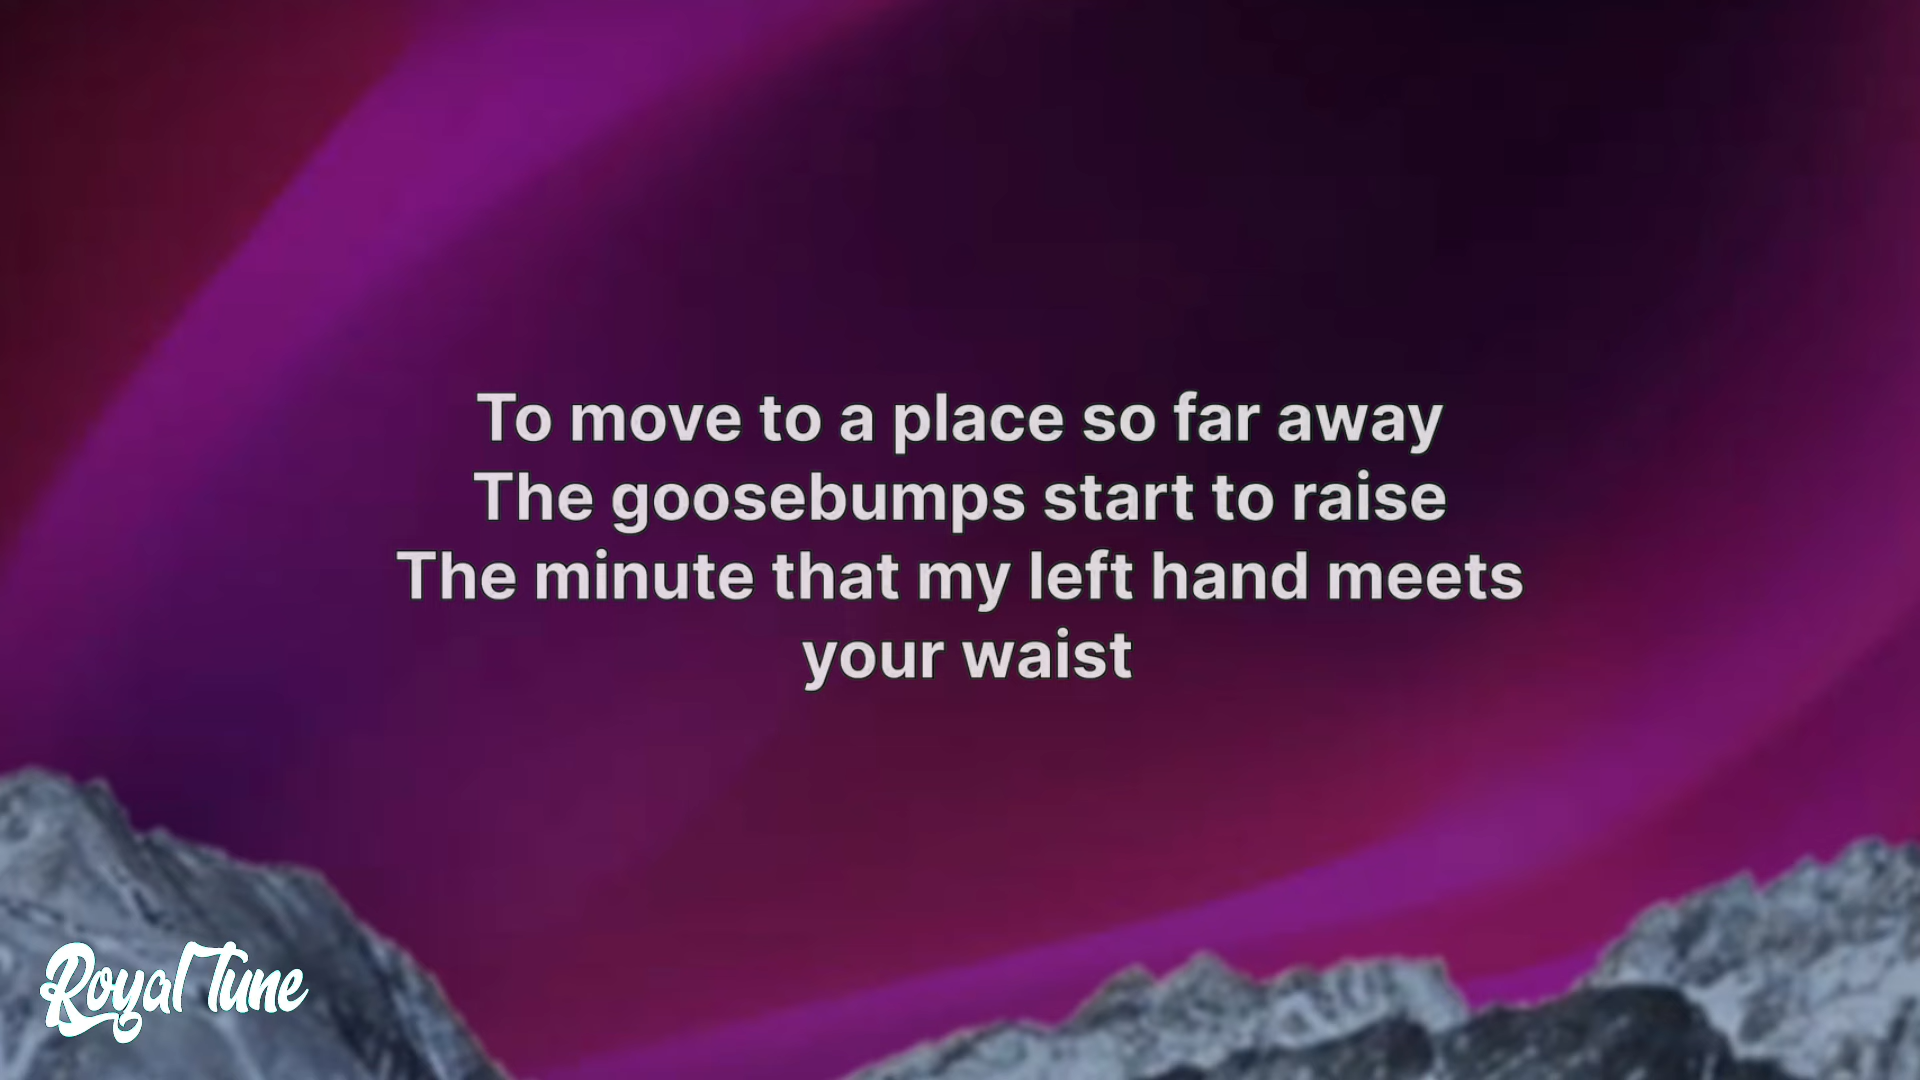 To move to a place so far away
The goosebumps start to raise
The minute that my left hand meets
your waist
Royal Tune